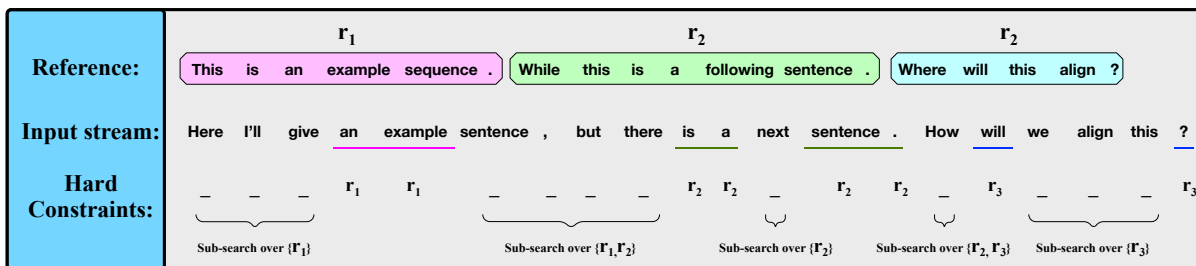 r1 r2 r2
Reference: This is an example sequence . While this is a following sentence . Where will this align ?
Input stream: Here I'll give an example sentence , but there is a next sentence . How will we align this ?
Hard Constraints: _ _ _ r1 r1 _ _ _ _ r2 r2 _ r2 r2 _ r3 _ _ _ r3
Sub-search over {r1} Sub-search over {r1,r2} Sub-search over {r2} Sub-search over {r2, r3} Sub-search over {r3}